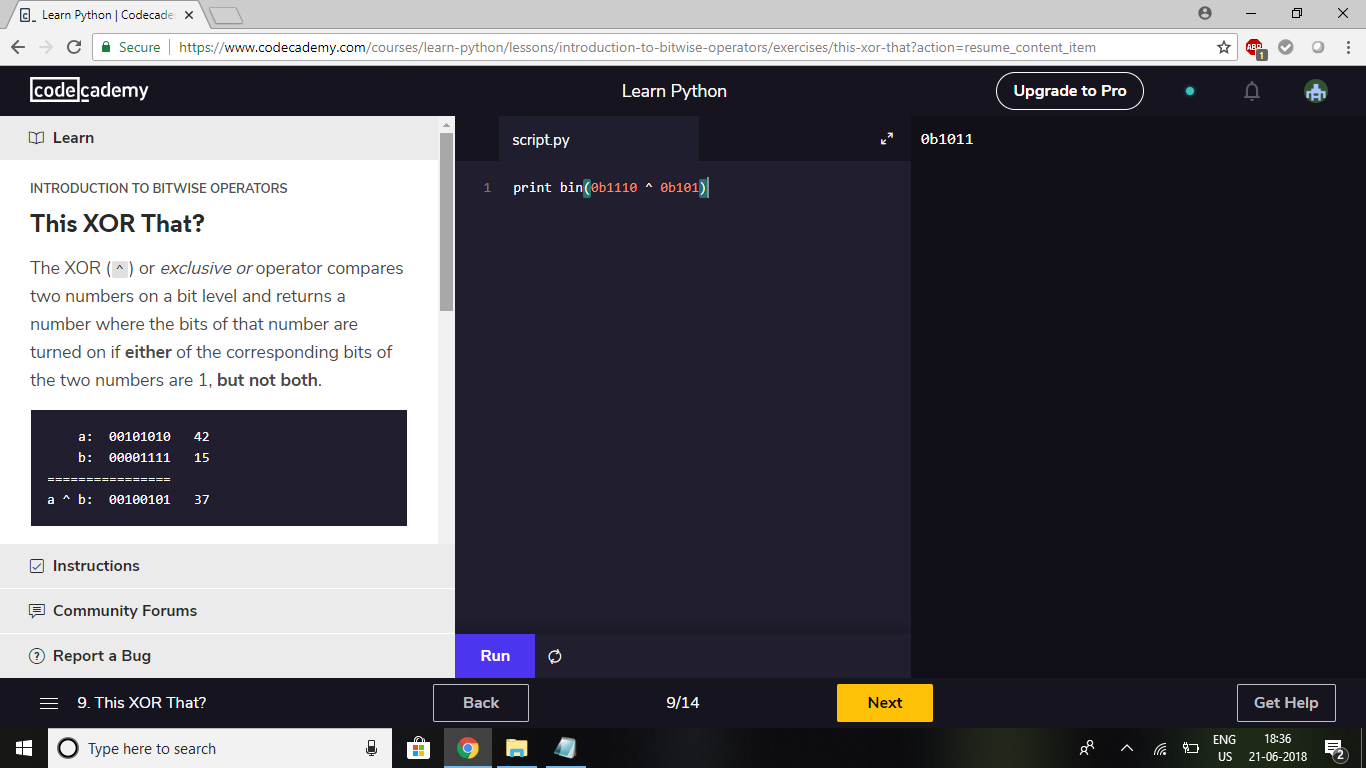 Learn Python | Codecade
Secure | https://www.codecademy.com/courses/learn-python/lessons/introduction-to-bitwise-operators/exercises/this-xor-that?action=resume_content_item
ABP 1
codecademy
Learn Python
Upgrade to Pro
Learn
INTRODUCTION TO BITWISE OPERATORS
This XOR That?
The XOR (^) or exclusive or operator compares
two numbers on a bit level and returns a
number where the bits of that number are
turned on if either of the corresponding bits of
the two numbers are 1, but not both.
a: 00101010 42
b: 00001111 15
================
a ^ b: 00100101 37
Instructions
Community Forums
Report a Bug
script.py
1 print bin(0b1110 ^ 0b101)
Run
0b1011
9. This XOR That?
Back
9/14
Next
Get Help
Type here to search
ENG
US
18:36
21-06-2018
2